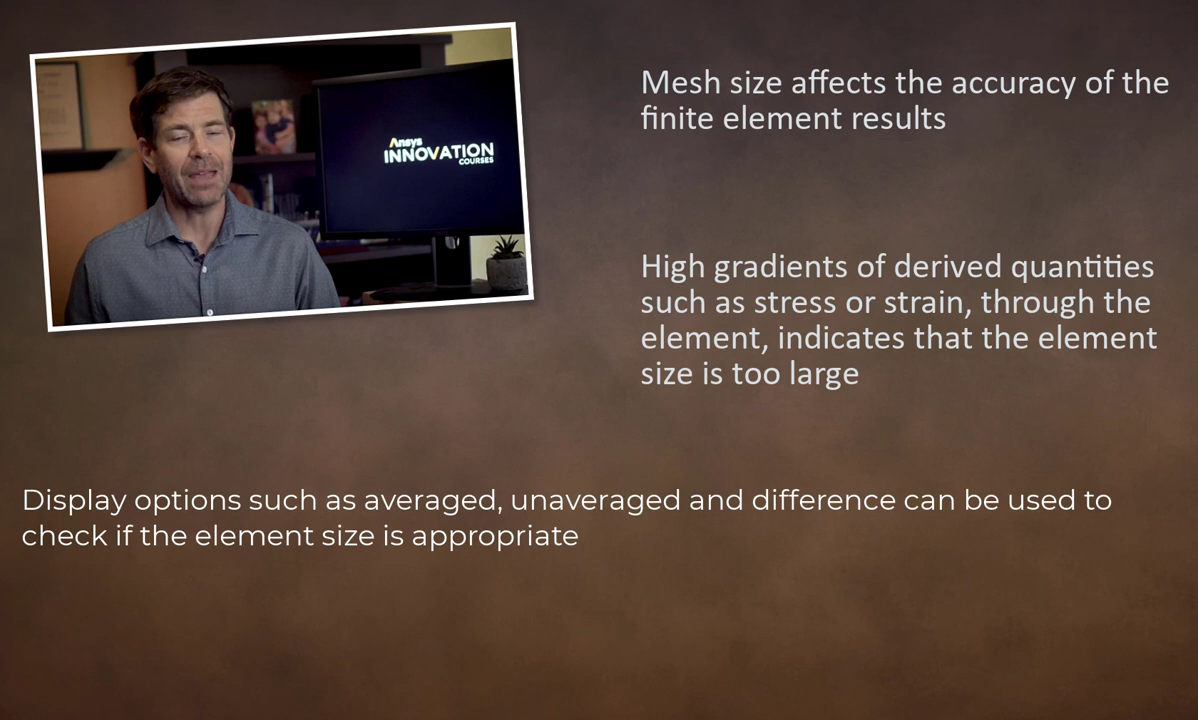 Ansys
INNOVATION
COURSES
Mesh size affects the accuracy of the
finite element results
High gradients of derived quantities
such as stress or strain, through the
element, indicates that the element
size is too large
Display options such as averaged, unaveraged and difference can be used to
check if the element size is appropriate